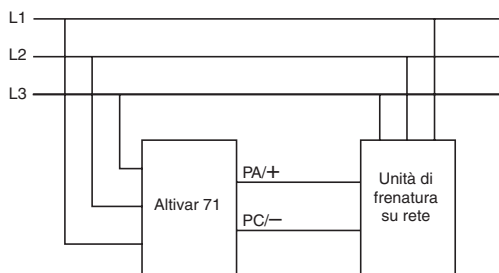 L1
L2
L3
PA/+
Altivar 71
PC/−
Unità di
frenatura
su rete